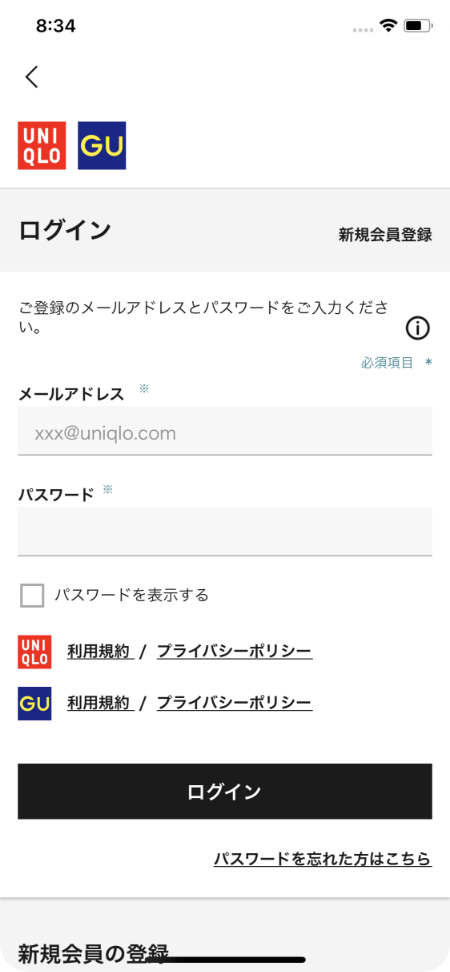 8:34
UNI
QLO
GU
ログイン
新規会員登録
ご登録のメールアドレスとパスワードをご入力くださ
い。
必須項目 *
メールアドレス ※
xxx@uniqlo.com
パスワード ※
パスワードを表示する
UNI
QLO
利用規約 / プライバシーポリシー
GU
利用規約 / プライバシーポリシー
ログイン
パスワードを忘れた方はこちら
新規会員の登録